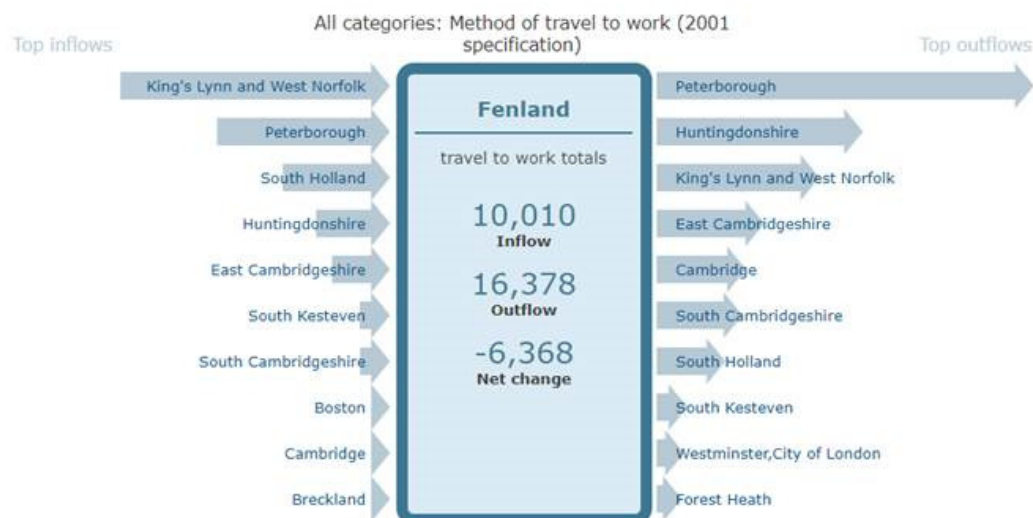 All categories: Method of travel to work (2001
specification)
Top inflows
Top outflows
King's Lynn and West Norfolk
Peterborough
South Holland
Huntingdonshire
East Cambridgeshire
South Kesteven
South Cambridgeshire
Boston
Cambridge
Breckland
Fenland
travel to work totals
10,010
Inflow
16,378
Outflow
-6,368
Net change
Peterborough
Huntingdonshire
King's Lynn and West Norfolk
East Cambridgeshire
Cambridge
South Cambridgeshire
South Holland
South Kesteven
Westminster,City of London
Forest Heath